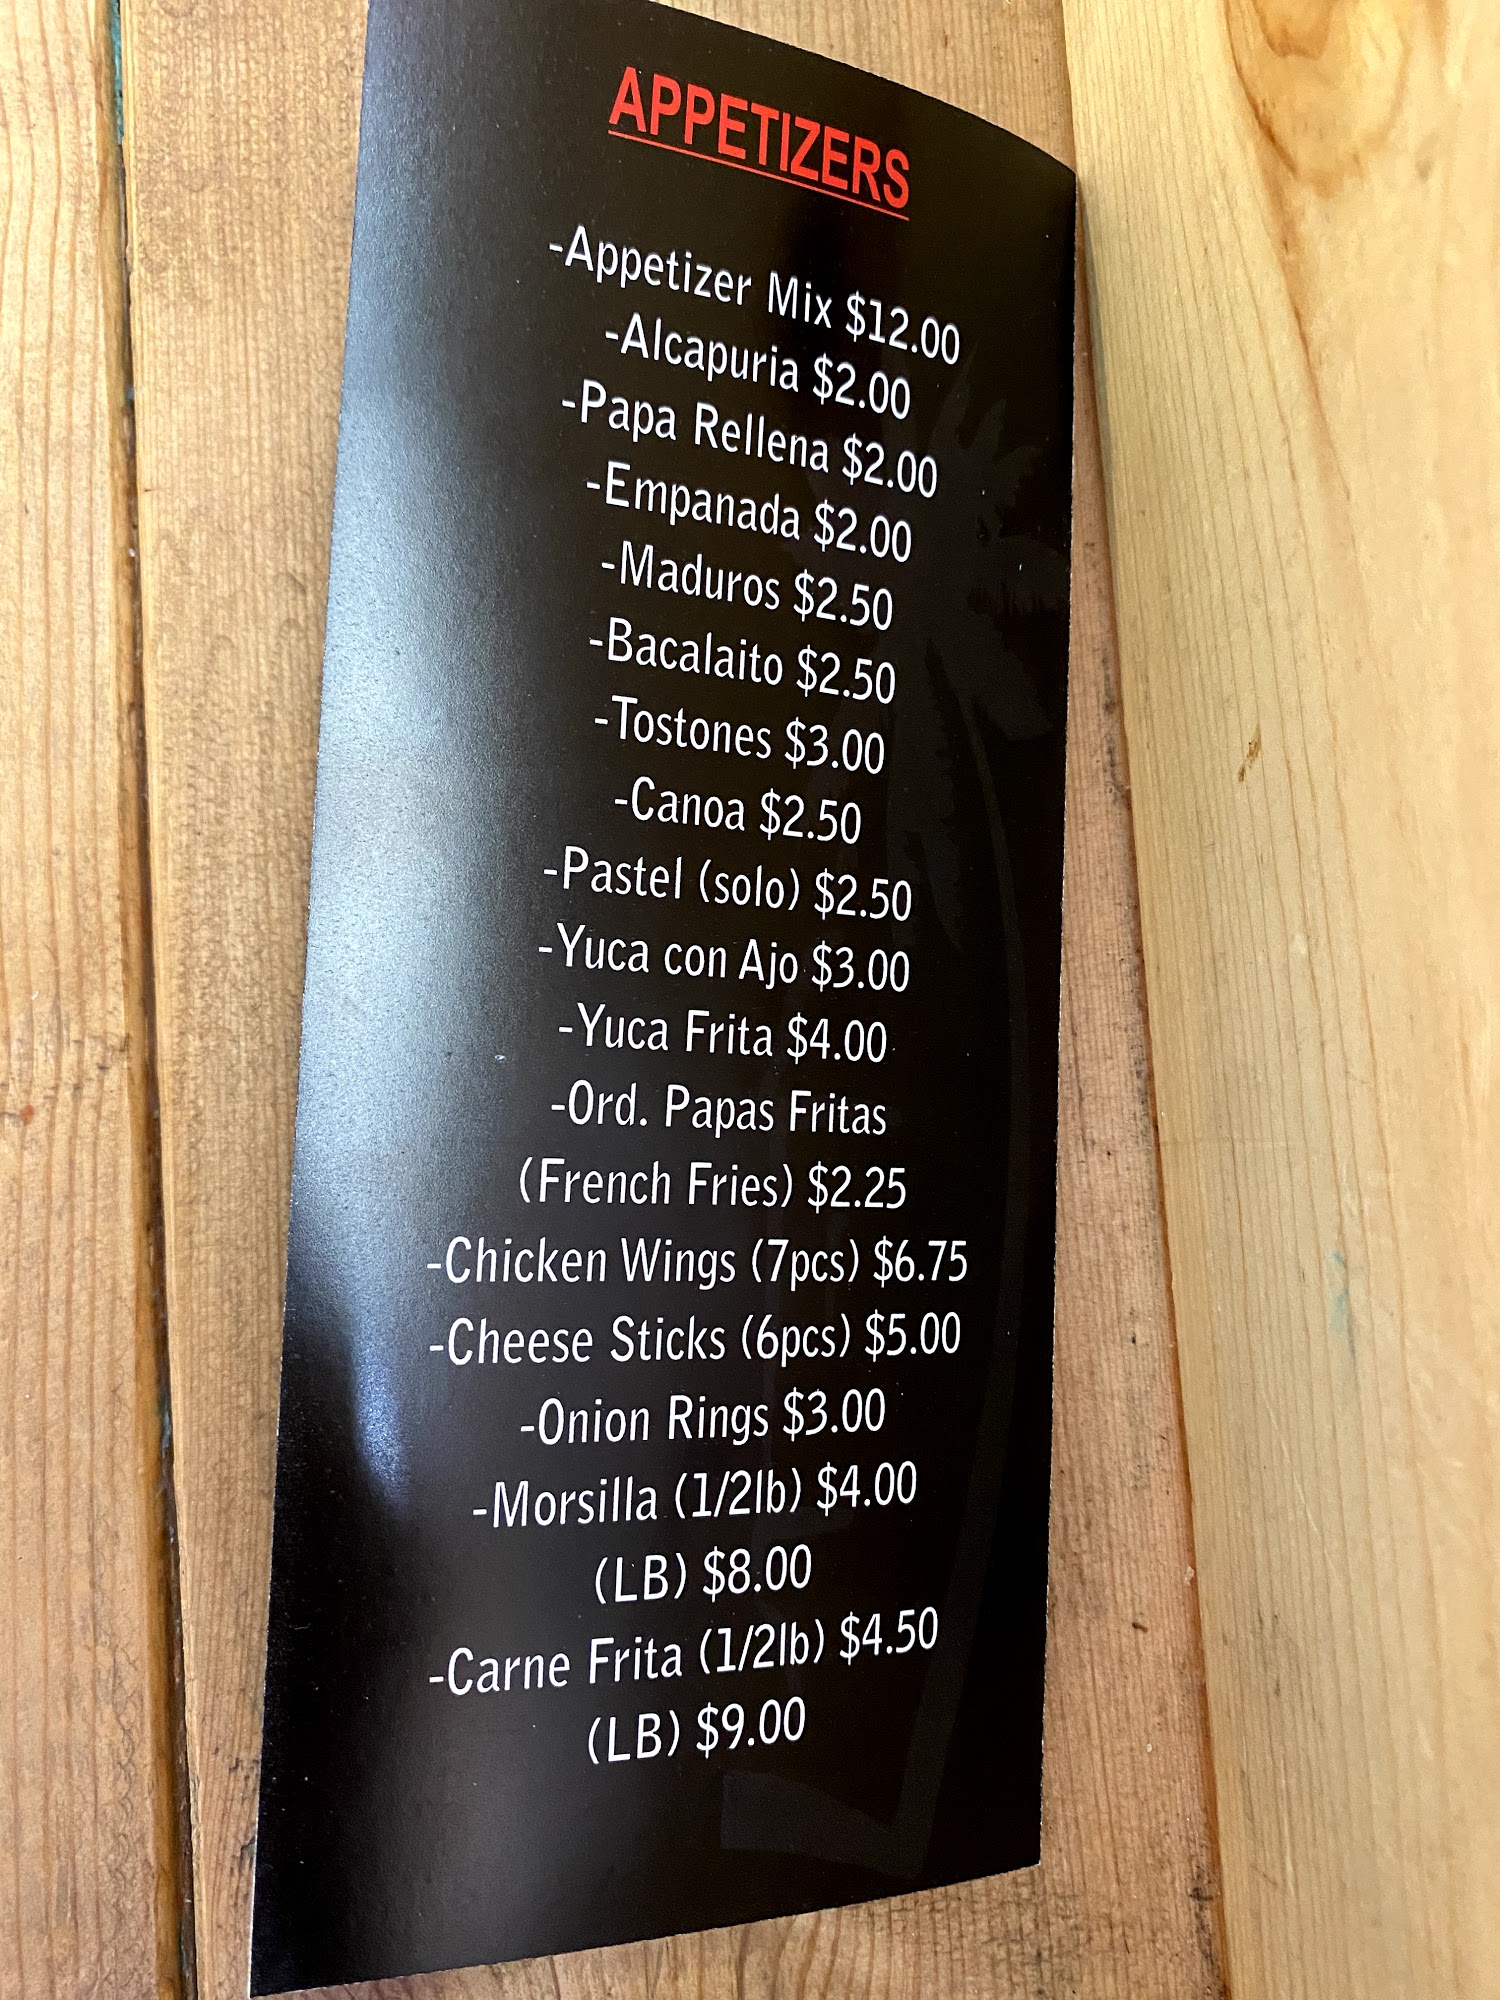 APPETIZERS
-Appetizer Mix $12.00
-Alcapuria $2.00
-Papa Rellena $2.00
-Empanada $2.00
-Maduros $2.50
-Bacalaito $2.50
-Tostones $3.00
-Canoa $2.50
-Pastel (solo) $2.50
-Yuca con Ajo $3.00
-Yuca Frita $4.00
-Ord. Papas Fritas
(French Fries) $2.25
-Chicken Wings (7pcs) $6.75
-Cheese Sticks (6pcs) $5.00
-Onion Rings $3.00
-Morsilla (1/2lb) $4.00
(LB) $8.00
-Carne Frita (1/2lb) $4.50
(LB) $9.00